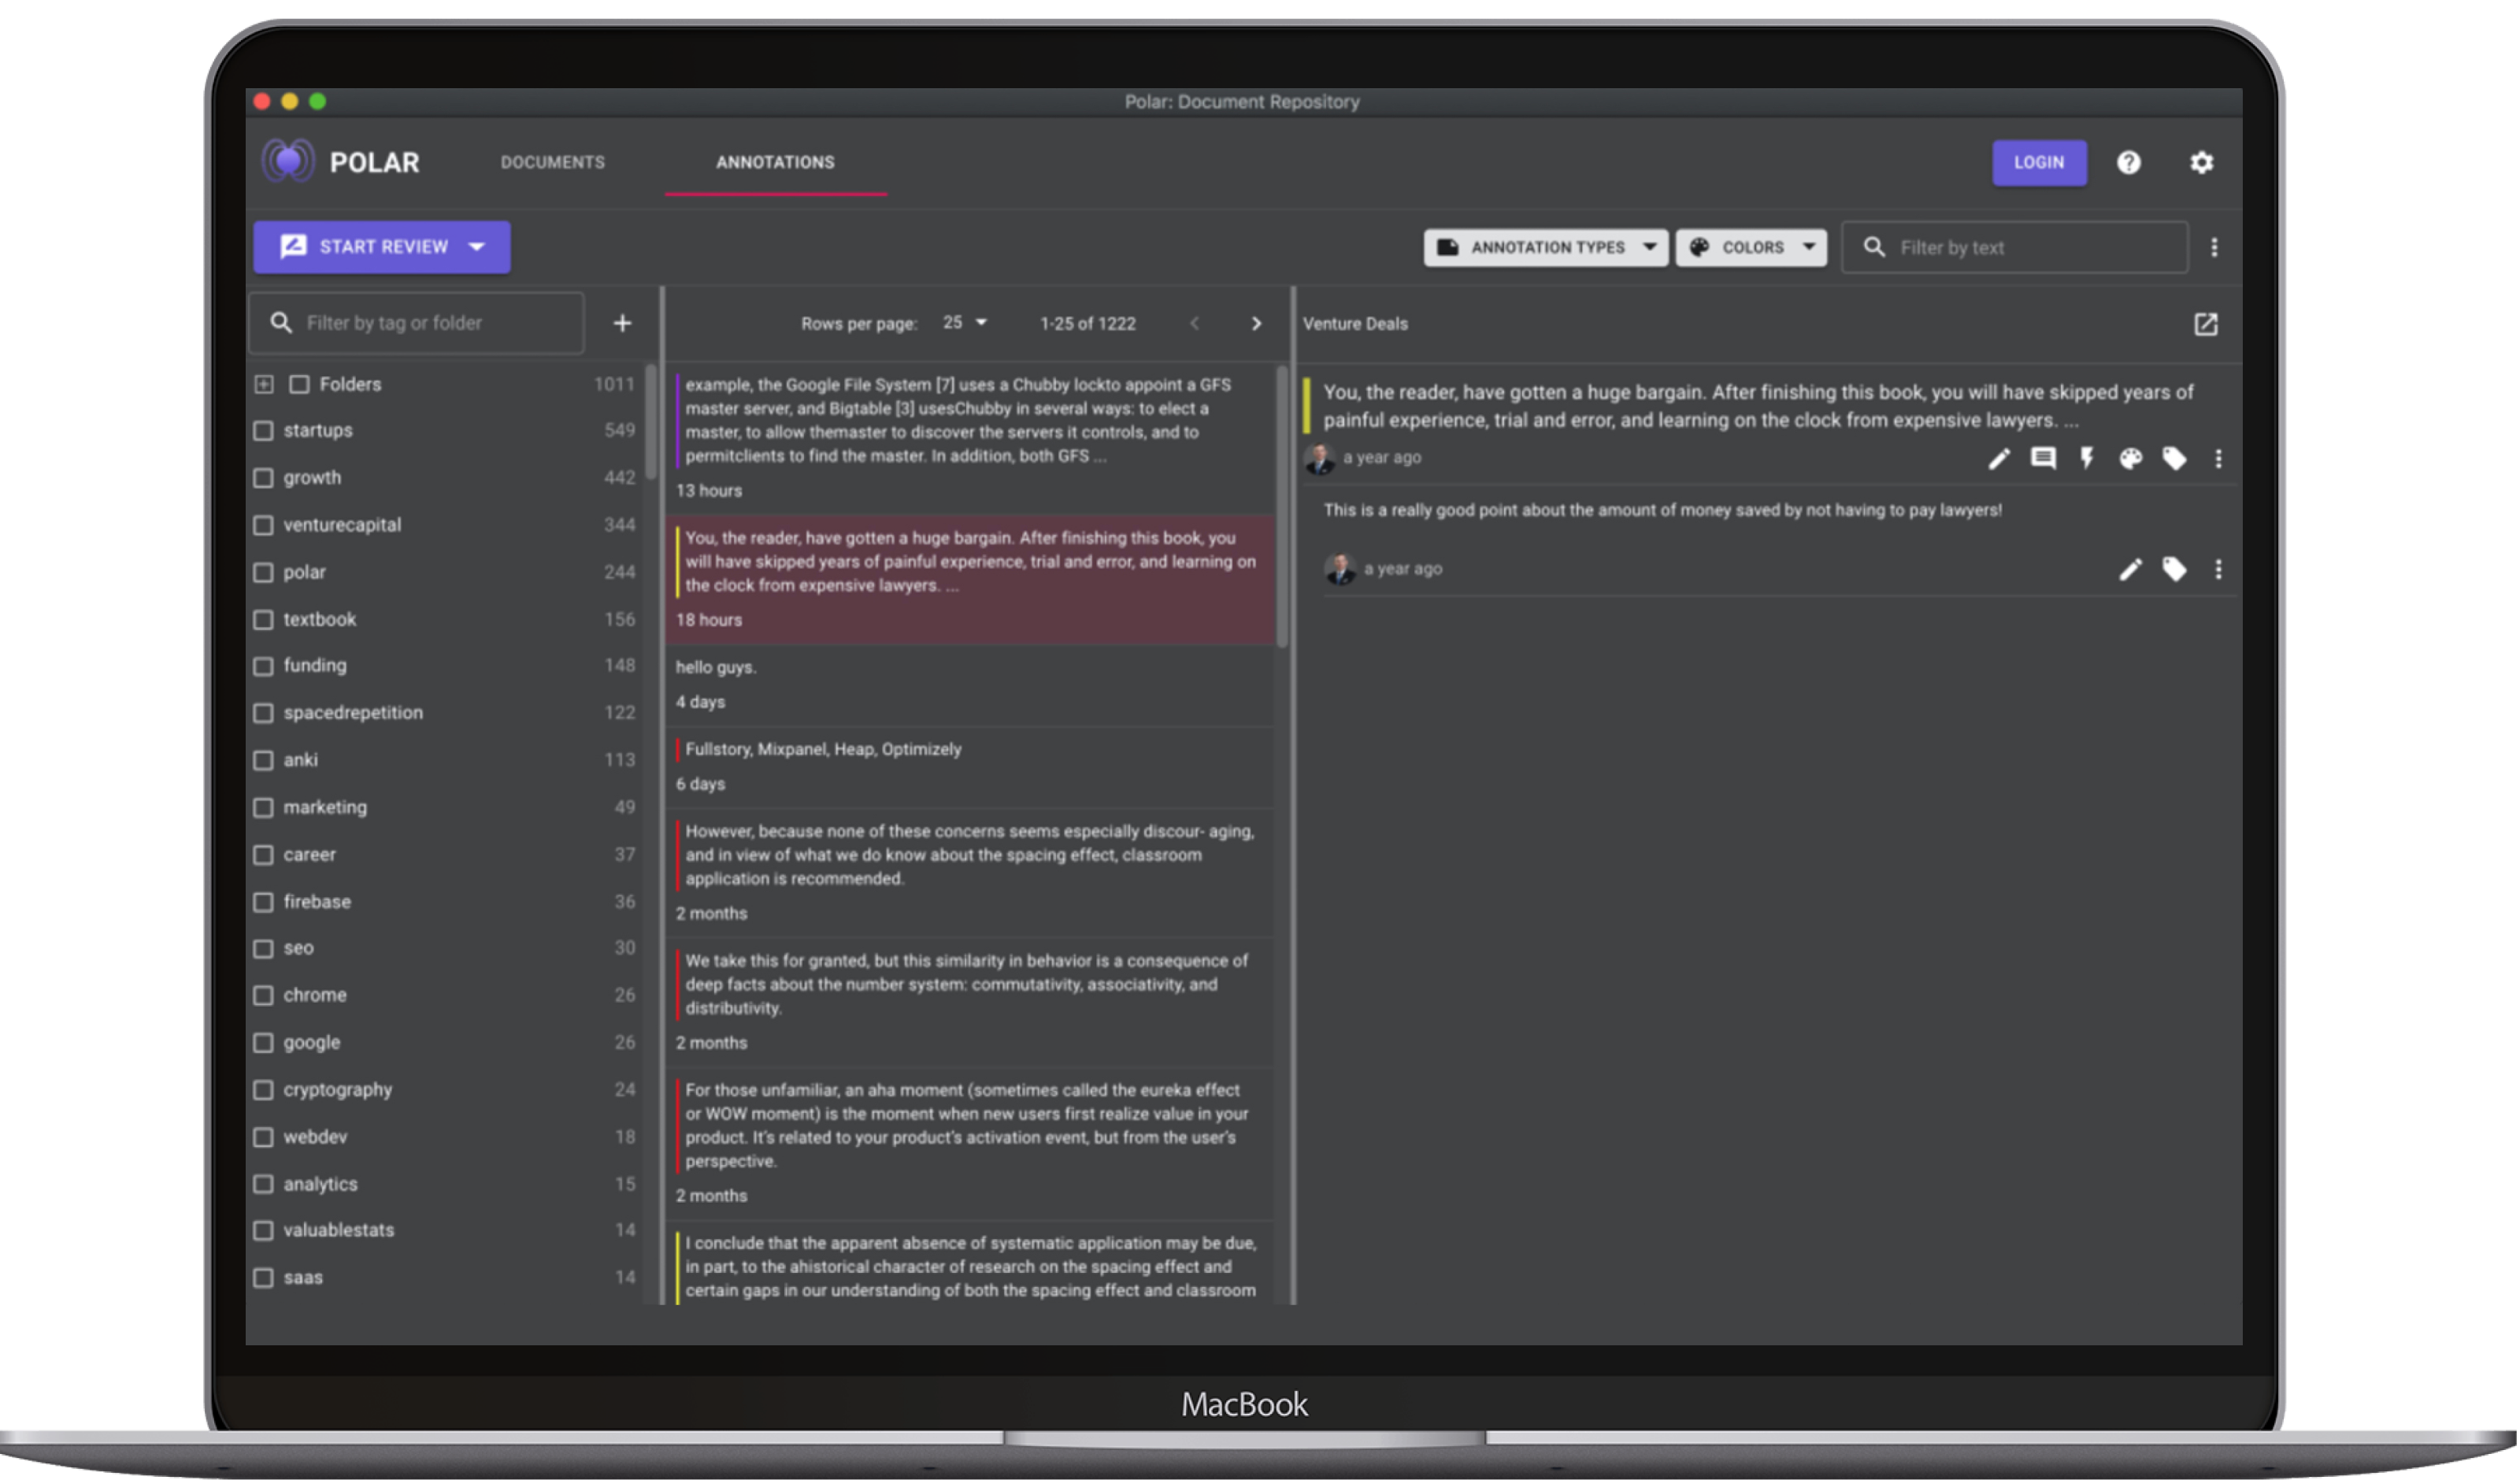 Polar: Document Repository
POLAR
DOCUMENTS
ANNOTATIONS
LOGIN
START REVIEW
ANNOTATION TYPES
COLORS
Filter by text
Filter by tag or folder
Folders 1011
startups 549
growth 442
venturecapital 344
polar 244
textbook 156
funding 148
spacedrepetition 122
anki 113
marketing 49
career 37
firebase 36
seo 30
chrome 26
google 26
cryptography 24
webdev 18
analytics 15
valuablestats 14
saas 14
Rows per page: 25 1-25 of 1222
example, the Google File System [7] uses a Chubby lockto appoint a GFS
master server, and Bigtable [3] usesChubby in several ways: to elect a
master, to allow themaster to discover the servers it controls, and to
permitclients to find the master. In addition, both GFS ...
13 hours
You, the reader, have gotten a huge bargain. After finishing this book, you
will have skipped years of painful experience, trial and error, and learning on
the clock from expensive lawyers. ...
18 hours
hello guys.
4 days
Fullstory, Mixpanel, Heap, Optimizely
6 days
However, because none of these concerns seems especially discour- aging,
and in view of what we do know about the spacing effect, classroom
application is recommended.
2 months
We take this for granted, but this similarity in behavior is a consequence of
deep facts about the number system: commutativity, associativity, and
distributivity.
2 months
For those unfamiliar, an aha moment (sometimes called the eureka effect
or WOW moment) is the moment when new users first realize value in your
product. It's related to your product's activation event, but from the user's
perspective.
2 months
I conclude that the apparent absence of systematic application may be due,
in part, to the ahistorical character of research on the spacing effect and
certain gaps in our understanding of both the spacing effect and classroom
Venture Deals
You, the reader, have gotten a huge bargain. After finishing this book, you will have skipped years of
painful experience, trial and error, and learning on the clock from expensive lawyers. ...
a year ago
This is a really good point about the amount of money saved by not having to pay lawyers!
a year ago
MacBook